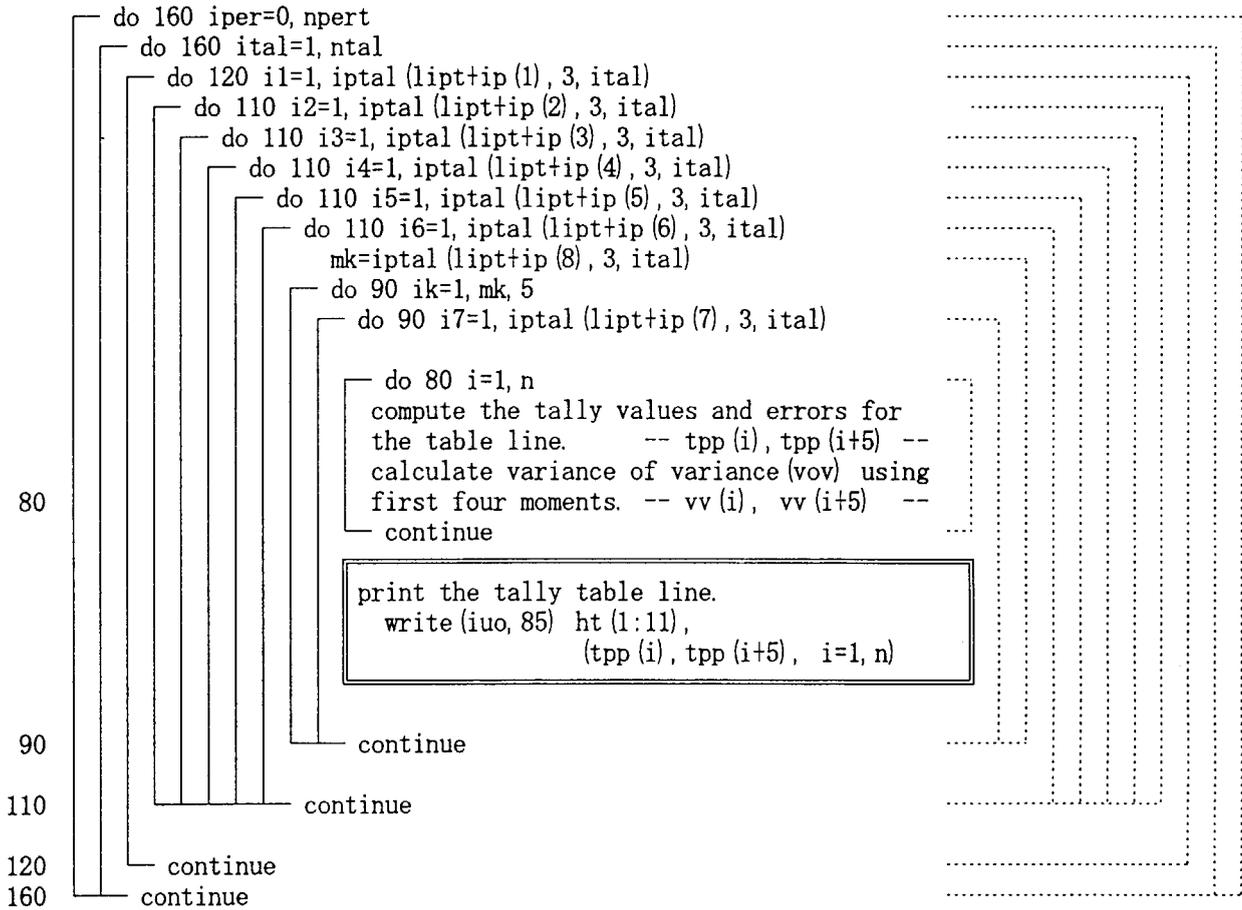 do 160 iper=0, npert
do 160 ital=1, ntal
do 120 i1=1, iptal (lipt+ip (1) , 3, ital)
do 110 i2=1, iptal (lipt+ip (2) , 3, ital)
do 110 i3=1, iptal (lipt+ip (3) , 3, ital)
do 110 i4=1, iptal (lipt+ip (4) , 3, ital)
do 110 i5=1, iptal (lipt+ip (5) , 3, ital)
do 110 i6=1, iptal (lipt+ip (6) , 3, ital)
mk=iptal (lipt+ip (8) , 3, ital)
do 90 ik=1, mk, 5
do 90 i7=1, iptal (lipt+ip (7) , 3, ital)
do 80 i=1, n
compute the tally values and errors for
the table line. -- tpp (i) , tpp (i+5) --
calculate variance of variance (vov) using
80 first four moments. -- vv (i) , vv (i+5) --
continue
print the tally table line.
write (iuo, 85) ht (1:11) ,
(tpp (i) , tpp (i+5) , i=1, n)
90 continue
110 continue
120 continue
160 continue